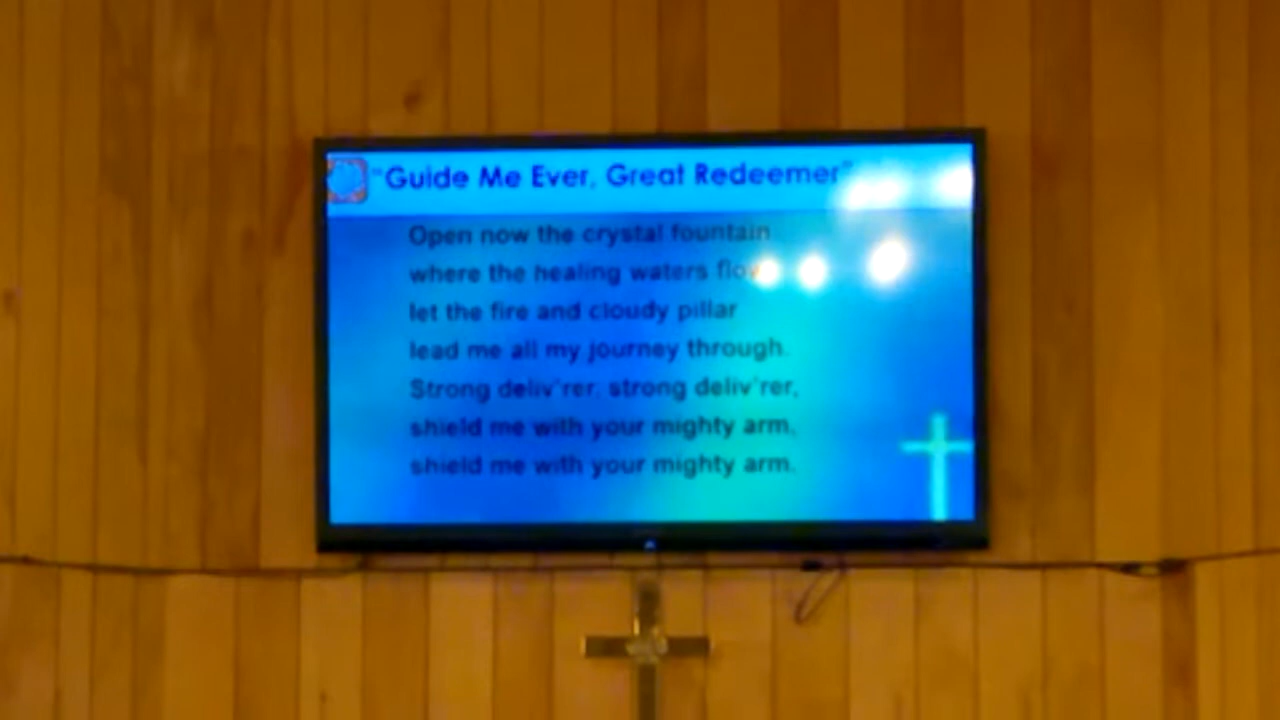 "Guide Me Ever, Great Redeemer"
Open now the crystal fountain
where the healing waters flow
let the fire and cloudy pillar
lead me all my journey through.
Strong deliv'rer, strong deliv'rer,
shield me with your mighty arm,
shield me with your mighty arm.